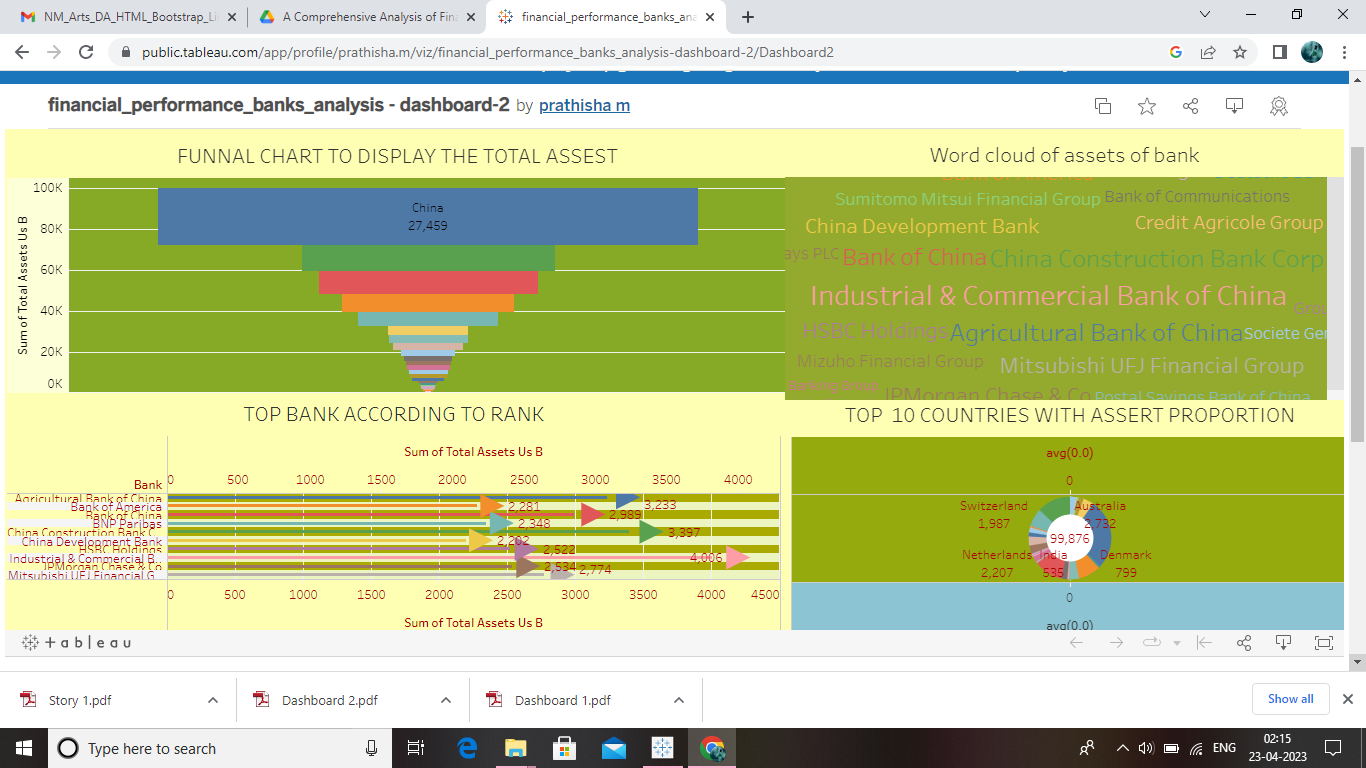 NM_Arts_DA_HTML_Bootstrap_Li
A Comprehensive Analysis of Fin
financial_performance_banks_ana
public.tableau.com/app/profile/prathisha.m/viz/financial_performance_banks_analysis-dashboard-2/Dashboard2
financial_performance_banks_analysis - dashboard-2 by prathisha m
FUNNAL CHART TO DISPLAY THE TOTAL ASSEST
Sum of Total Assets Us B
100K
80K
60K
40K
20K
0K
China
27,459
Word cloud of assets of bank
Sumitomo Mitsui Financial Group
Bank of Communications
China Development Bank
Credit Agricole Group
ays PLC
Bank of China
China Construction Bank Corp
Industrial & Commercial Bank of China
HSBC Holdings
Agricultural Bank of China
Societe Ge
Mizuho Financial Group
Mitsubishi UFJ Financial Group
JPMorgan Chase & Co
Postal Savings Bank of China
TOP BANK ACCORDING TO RANK
Sum of Total Assets Us B
Bank
0 500 1000 1500 2000 2500 3000 3500 4000
Agricultural Bank of China 3,233
Bank of America 2,281
Bank of China 2,989
BNP Paribas 2,348
China Construction Bank C.. 3,397
China Development Bank 2,202
HSBC Holdings 2,522
Industrial & Commercial B.. 4,006
JPMorgan Chase & Co 2,534
Mitsubishi UFJ Financial G.. 2,774
0 500 1000 1500 2000 2500 3000 3500 4000 4500
Sum of Total Assets Us B
TOP 10 COUNTRIES WITH ASSERT PROPORTION
avg(0.0)
0
Switzerland
1,987
Australia
2,732
99,876
Netherlands
2,207
India
535
Denmark
799
0
avg(0.0)
+ a b | e a u
Story 1.pdf
Dashboard 2.pdf
Dashboard 1.pdf
Show all
Type here to search
ENG
02:15
23-04-2023